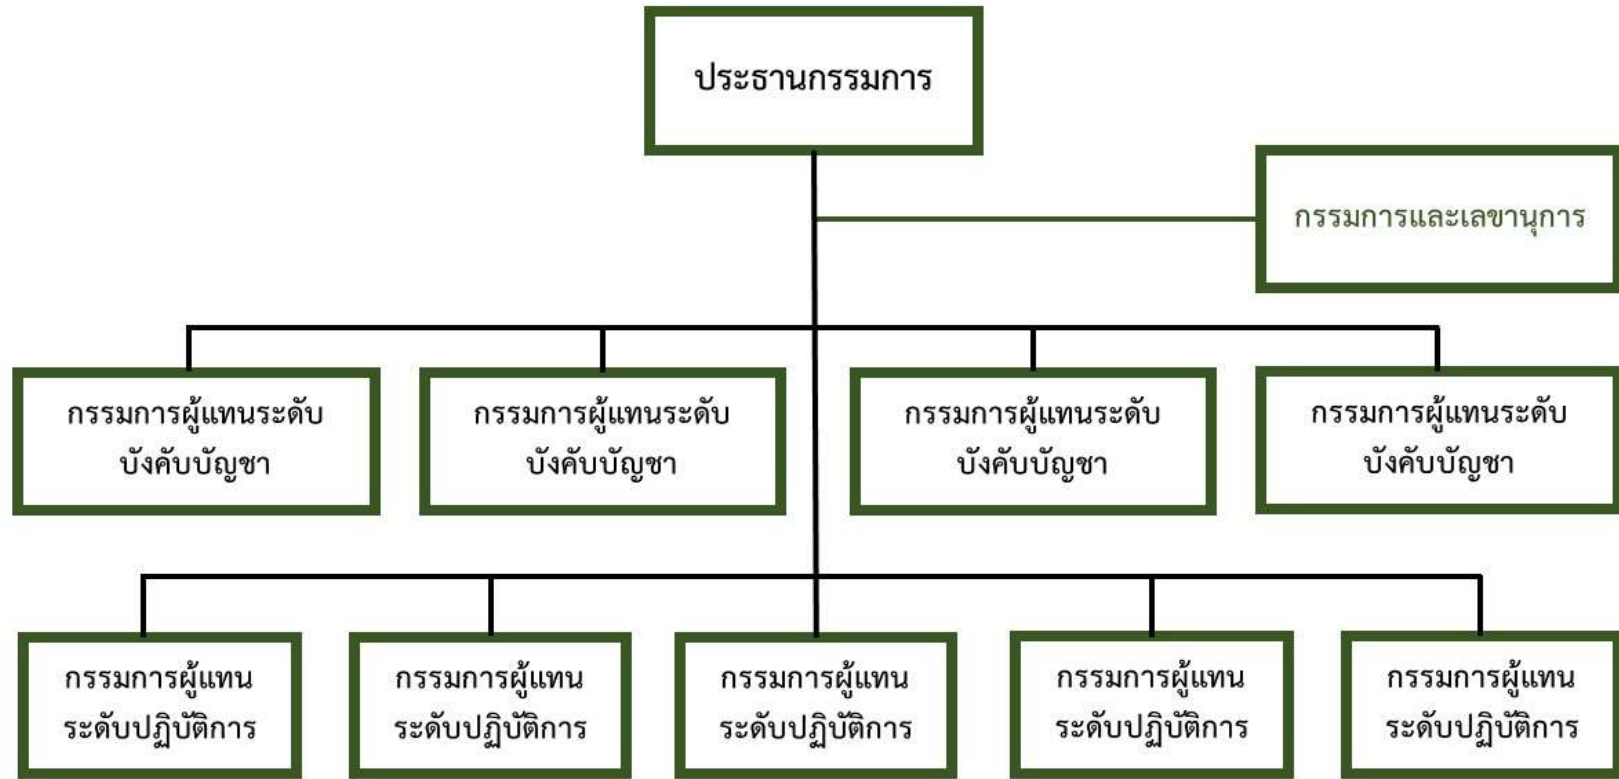 ประธานกรรมการ
กรรมการและเลขานุการ
กรรมการผู้แทนระดับ
บังคับบัญชา
กรรมการผู้แทนระดับ
บังคับบัญชา
กรรมการผู้แทนระดับ
บังคับบัญชา
กรรมการผู้แทนระดับ
บังคับบัญชา
กรรมการผู้แทน
ระดับปฏิบัติการ
กรรมการผู้แทน
ระดับปฏิบัติการ
กรรมการผู้แทน
ระดับปฏิบัติการ
กรรมการผู้แทน
ระดับปฏิบัติการ
กรรมการผู้แทน
ระดับปฏิบัติการ